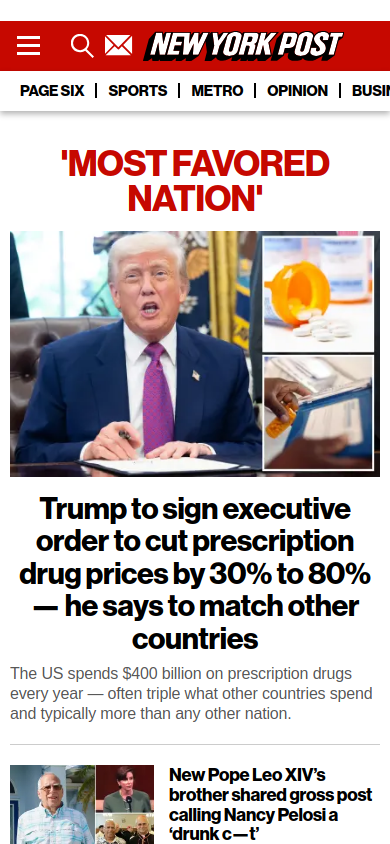 NEW YORK POST
PAGE SIX | SPORTS | METRO | OPINION | BUSIN
'MOST FAVORED
NATION'
Trump to sign executive
order to cut prescription
drug prices by 30% to 80%
— he says to match other
countries
The US spends $400 billion on prescription drugs
every year — often triple what other countries spend
and typically more than any other nation.
New Pope Leo XIV’s
brother shared gross post
calling Nancy Pelosi a
‘drunk c—t’